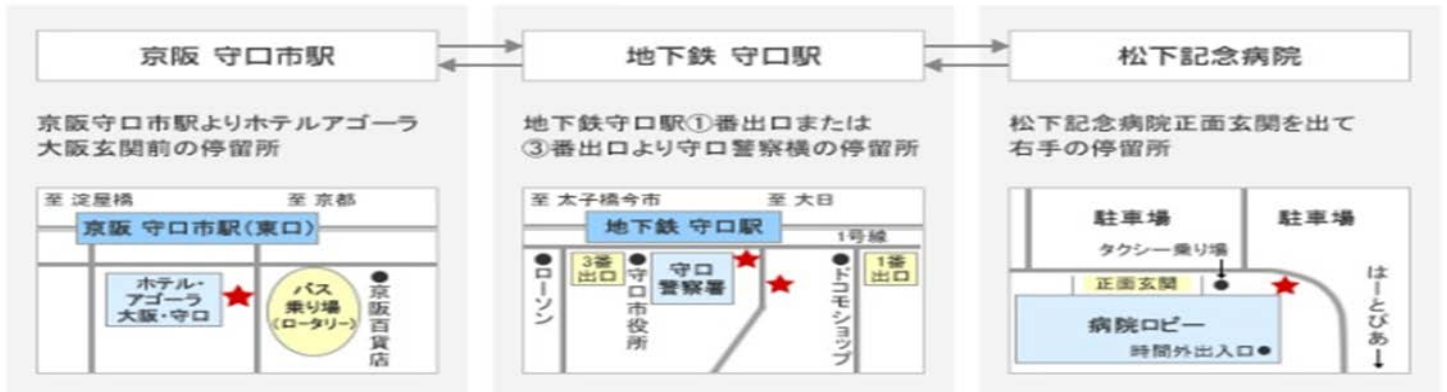 京阪 守口市駅
京阪守口市駅よりホテルアゴーラ
大阪玄関前の停留所
至 淀屋橋
至 京都
京阪 守口市駅(東口)
ホテル・
アゴーラ
大阪・守口
バス
乗り場
(ロータリー)
京阪百貨店
地下鉄 守口駅
地下鉄守口駅①番出口または
③番出口より守口警察横の停留所
至 太子橋今市
至 大日
地下鉄 守口駅
1号線
ローソン
3番
出口
守口市役所
守口
警察署
ドコモショップ
1番
出口
松下記念病院
松下記念病院正面玄関を出て
右手の停留所
駐車場
駐車場
タクシー乗り場
正面玄関
病院ロビー
時間外出入口
はーとぴあ